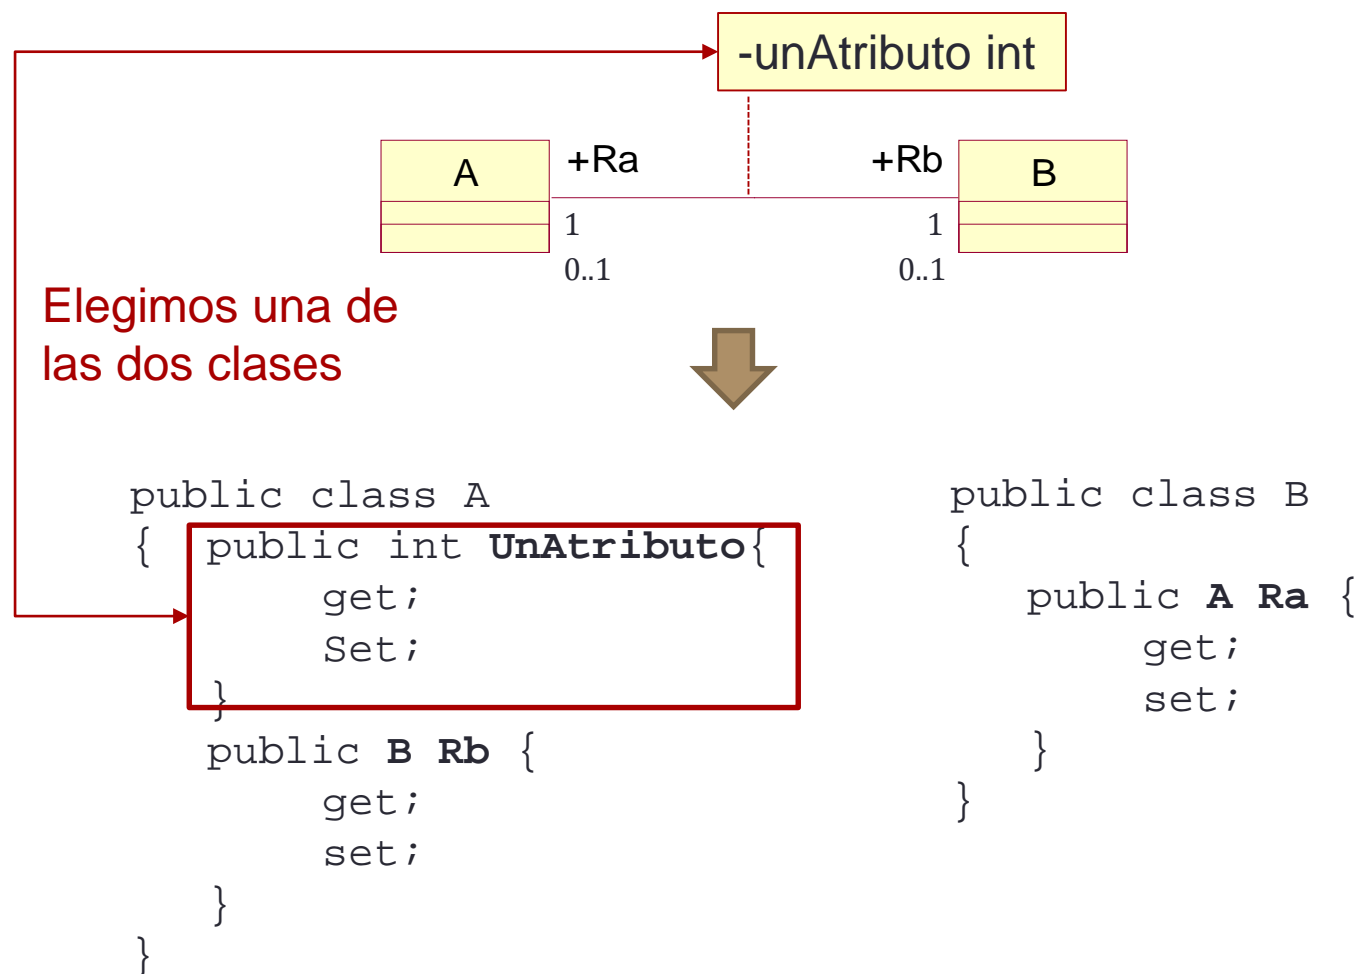 -unAtributo int
A
+Ra
+Rb
B
1
1
0..1
0..1
Elegimos una de
las dos clases
public class A
{ public int UnAtributo{
get;
Set;
}
public B Rb {
get;
set;
}
}
public class B
{
public A Ra {
get;
set;
}
}